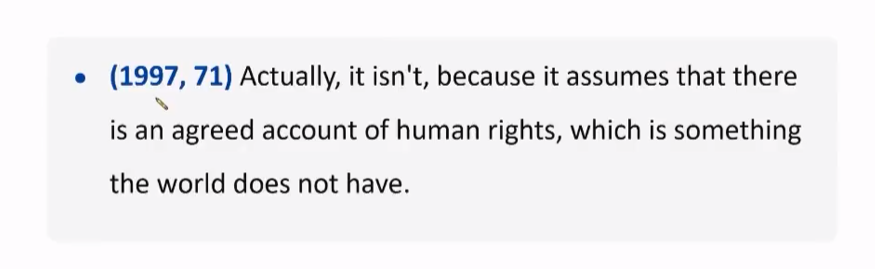 • (1997, 71) Actually, it isn't, because it assumes that there
is an agreed account of human rights, which is something
the world does not have.